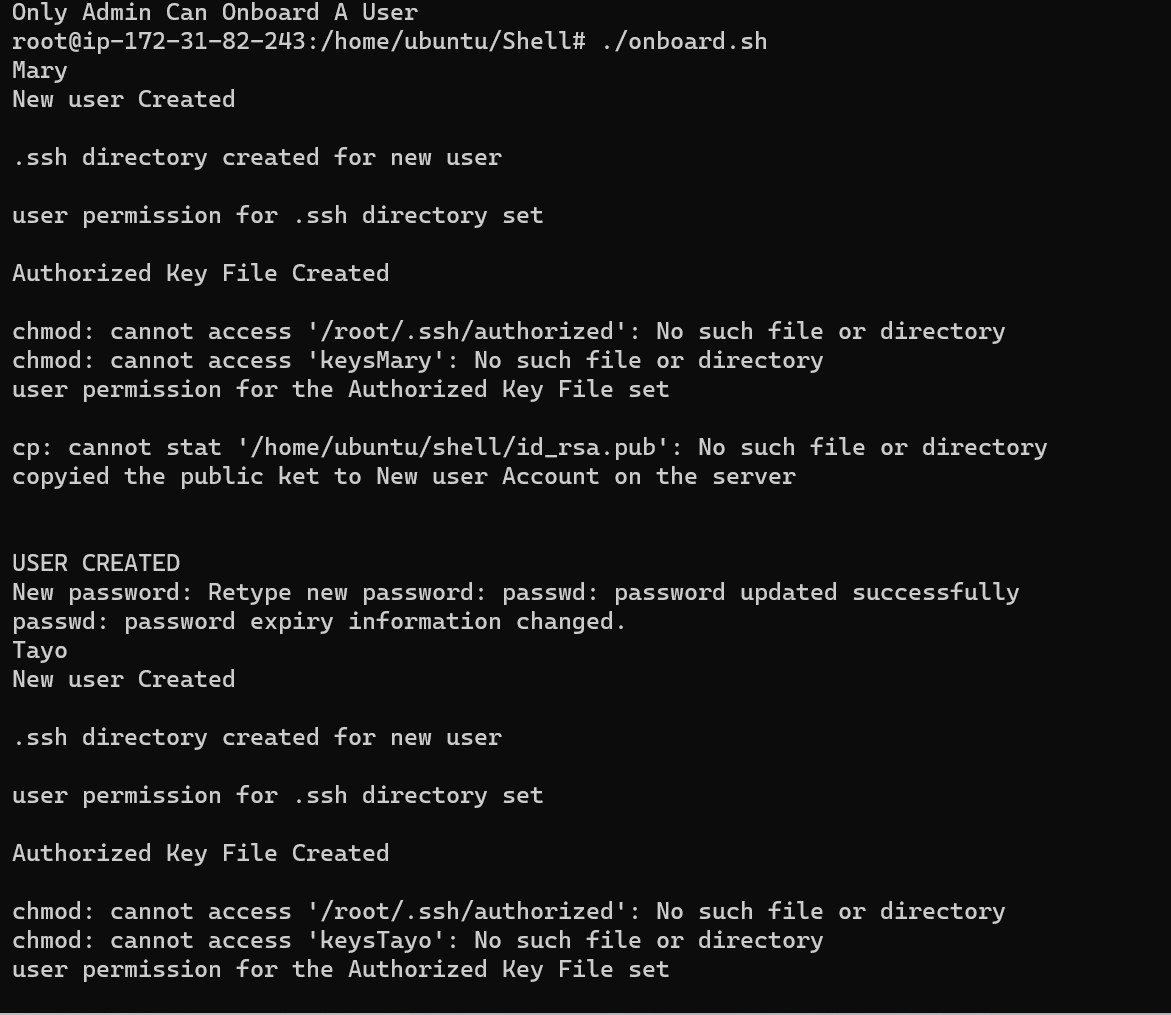 Only Admin Can Onboard A User
root@ip-172-31-82-243:/home/ubuntu/Shell# ./onboard.sh
Mary
New user Created
.ssh directory created for new user
user permission for .ssh directory set
Authorized Key File Created
chmod: cannot access '/root/.ssh/authorized': No such file or directory
chmod: cannot access 'keysMary': No such file or directory
user permission for the Authorized Key File set
cp: cannot stat '/home/ubuntu/shell/id_rsa.pub': No such file or directory
copyied the public ket to New user Account on the server
USER CREATED
New password: Retype new password: passwd: password updated successfully
passwd: password expiry information changed.
Tayo
New user Created
.ssh directory created for new user
user permission for .ssh directory set
Authorized Key File Created
chmod: cannot access '/root/.ssh/authorized': No such file or directory
chmod: cannot access 'keysTayo': No such file or directory
user permission for the Authorized Key File set